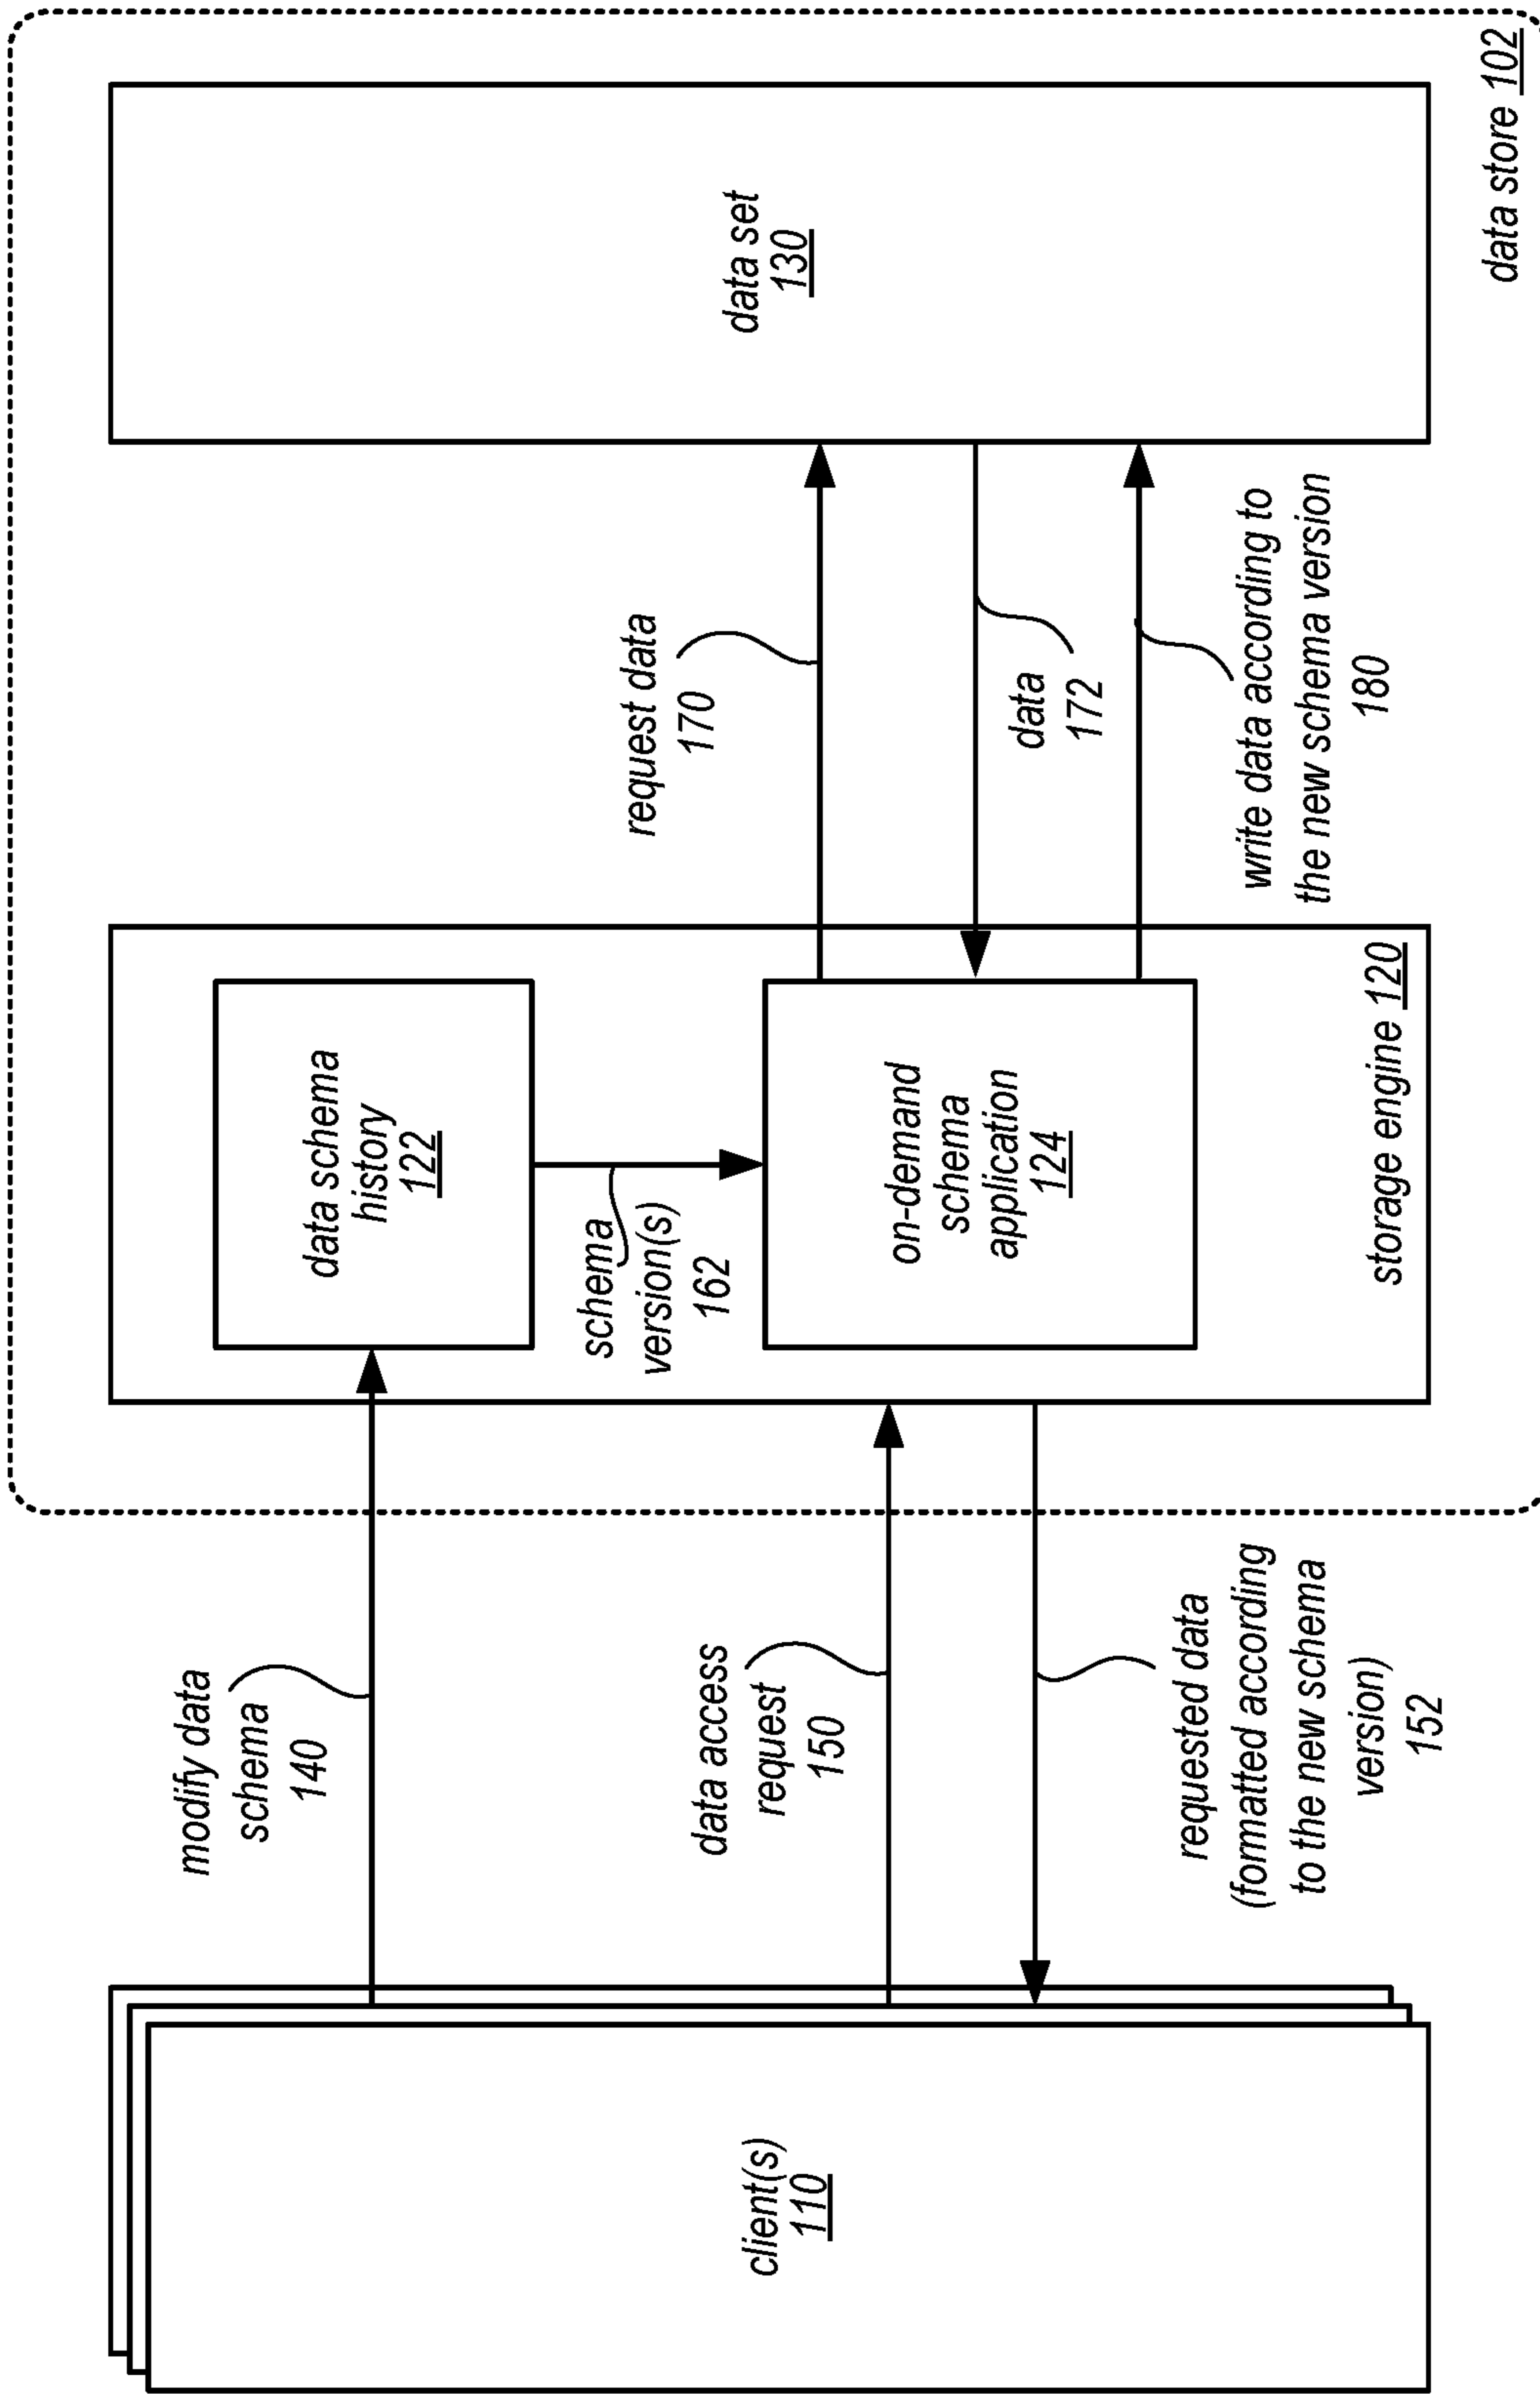 client(s)
110
modify data
schema
140
data access
request
150
requested data
(formatted according
to the new schema
version)
152
data schema
history
122
schema
version(s)
162
on-demand
schema
application
124
storage engine 120
request data
170
data
172
write data according to
the new schema version
180
data set
130
data store 102